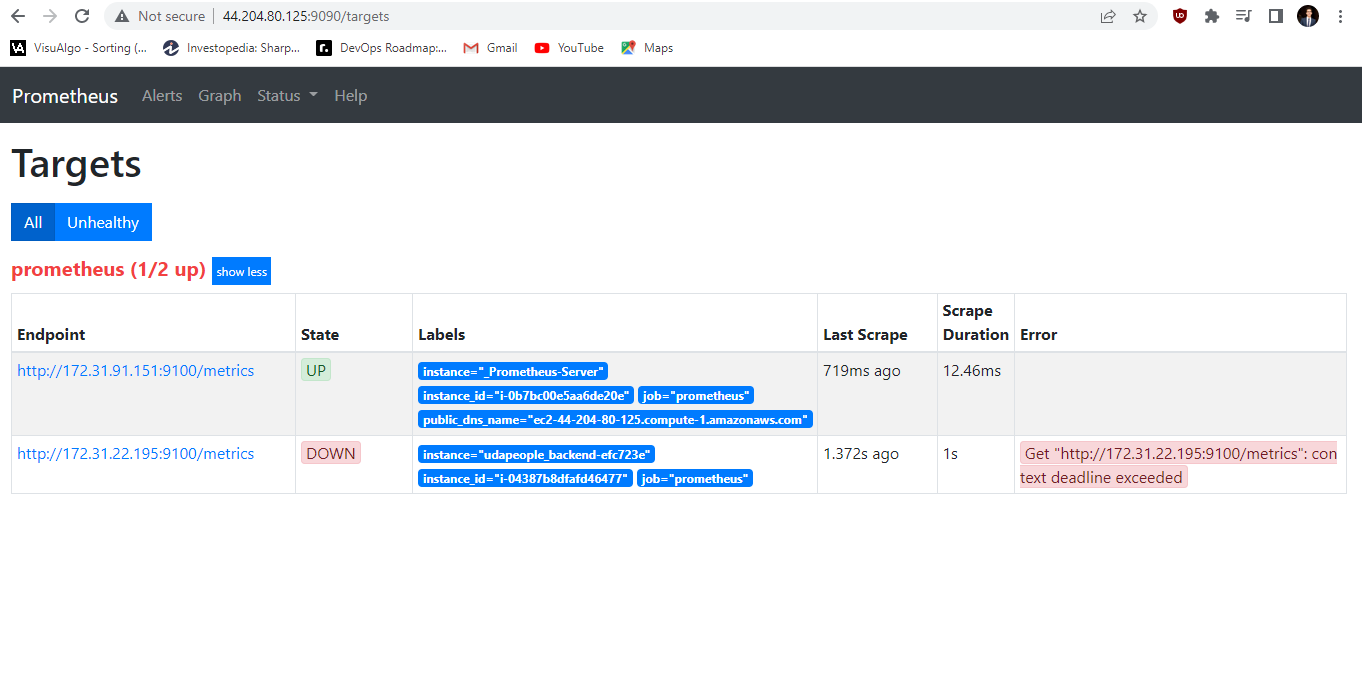 Not secure | 44.204.80.125:9090/targets
VisuAlgo - Sorting (... Investopedia: Sharp... DevOps Roadmap:... Gmail YouTube Maps
Prometheus Alerts Graph Status Help
Targets
All Unhealthy
prometheus (1/2 up) show less
Endpoint State Labels Last Scrape Scrape Duration Error
http://172.31.91.151:9100/metrics UP instance="_Prometheus-Server" 719ms ago 12.46ms
instance_id="i-0b7bc00e5aa6de20e" job="prometheus"
public_dns_name="ec2-44-204-80-125.compute-1.amazonaws.com"
http://172.31.22.195:9100/metrics DOWN instance="udapeople_backend-efc723e" 1.372s ago 1s Get "http://172.31.22.195:9100/metrics": con
instance_id="i-04387b8dfafd46477" job="prometheus" text deadline exceeded